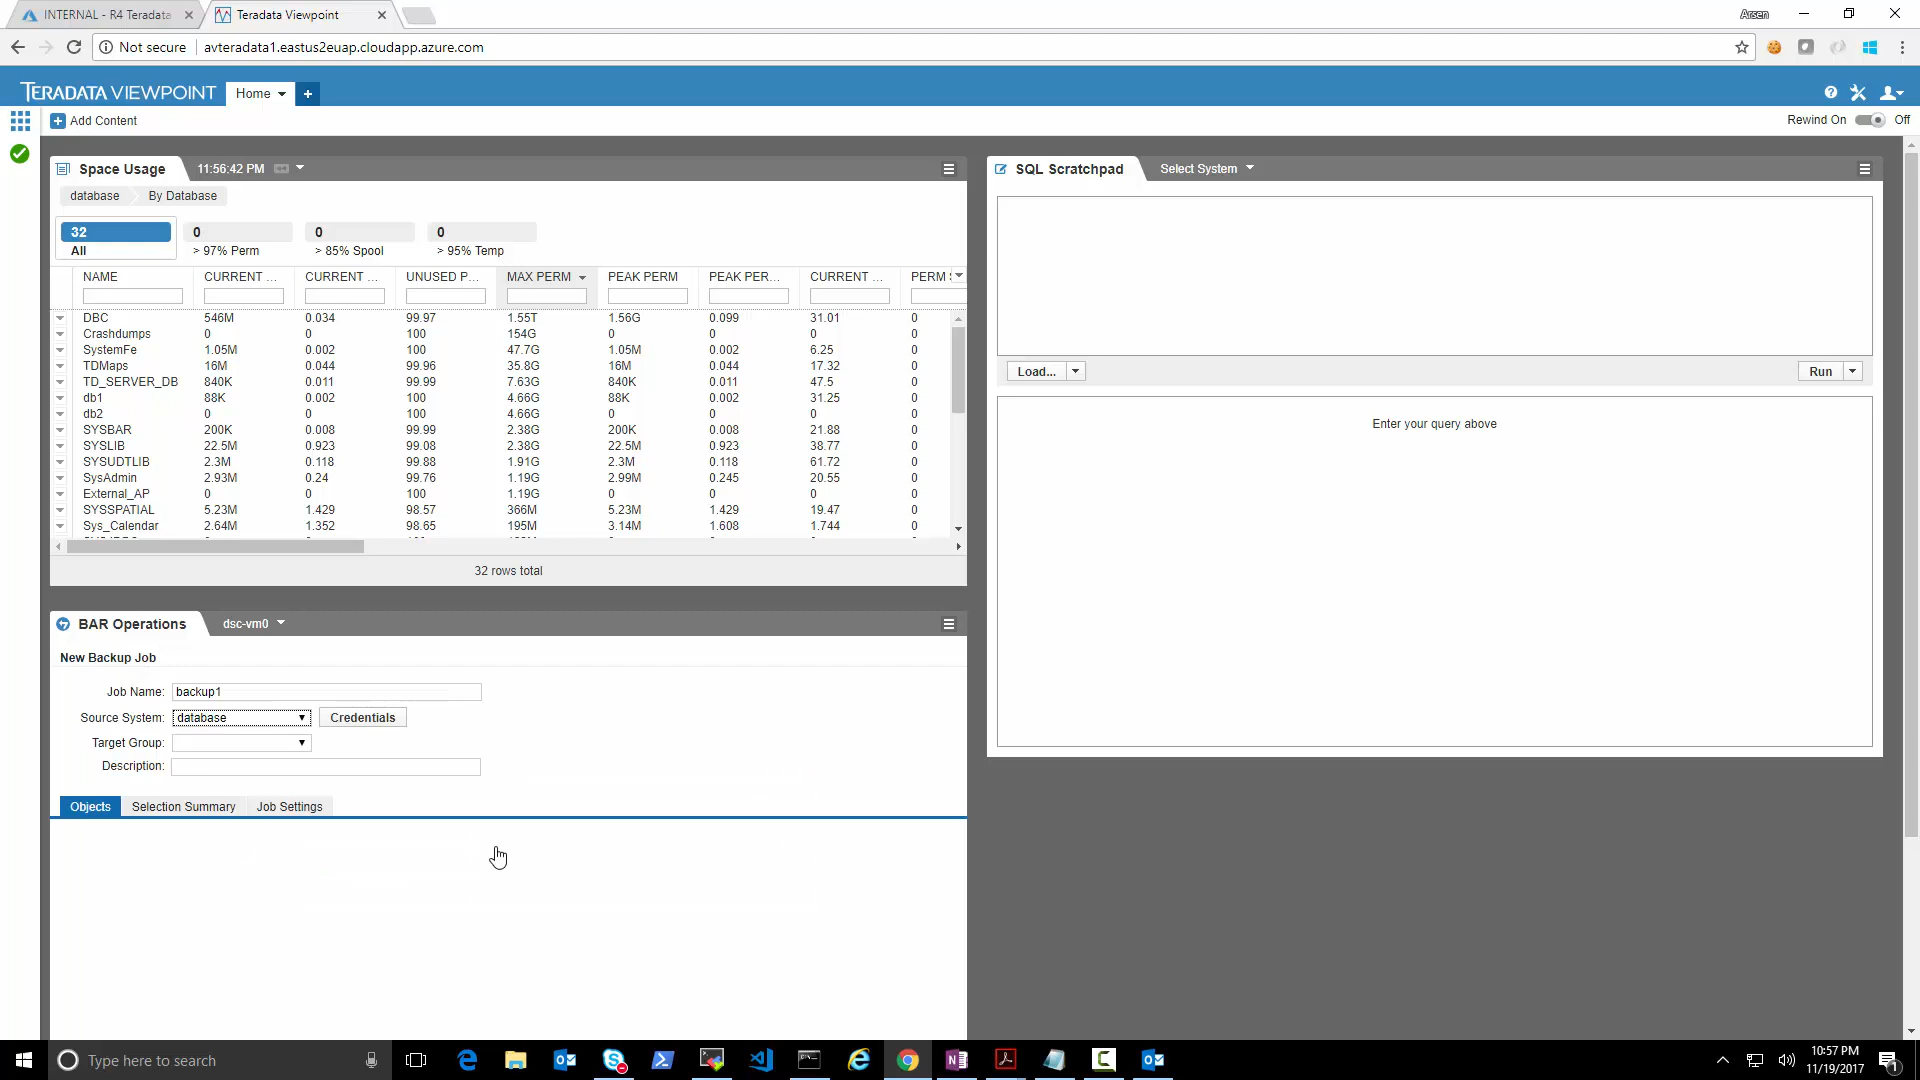 INTERNAL - R4 Teradata
Teradata Viewpoint
Arsen
Not secure
avteradata1.eastus2euap.cloudapp.azure.com
TERADATA VIEWPOINT
Home
Add Content
Rewind On
Off
Space Usage
11:56:42 PM
database
By Database
32
0
0
0
All
> 97% Perm
> 85% Spool
> 95% Temp
NAME CURRENT ... CURRENT ... UNUSED P... MAX PERM PEAK PERM PEAK PER... CURRENT ... PERM
DBC 546M 0.034 99.97 1.55T 1.56G 0.099 31.01 0
Crashdumps 0 0 100 154G 0 0 0 0
SystemFe 1.05M 0.002 100 47.7G 1.05M 0.002 6.25 0
TDMaps 16M 0.044 99.96 35.8G 16M 0.044 17.32 0
TD_SERVER_DB 840K 0.011 99.99 7.63G 840K 0.011 47.5 0
db1 88K 0.002 100 4.66G 88K 0.002 31.25 0
db2 0 0 100 4.66G 0 0 0 0
SYSBAR 200K 0.008 99.99 2.38G 200K 0.008 21.88 0
SYSLIB 22.5M 0.923 99.08 2.38G 22.5M 0.923 38.77 0
SYSUDTLIB 2.3M 0.118 99.88 1.91G 2.3M 0.118 61.72 0
SysAdmin 2.93M 0.24 99.76 1.19G 2.99M 0.245 20.55 0
External_AP 0 0 100 1.19G 0 0 0 0
SYSSPATIAL 5.23M 1.429 98.57 366M 5.23M 1.429 19.47 0
Sys_Calendar 2.64M 1.352 98.65 195M 3.14M 1.608 1.744 0
32 rows total
SQL Scratchpad
Select System
Load...
Run
Enter your query above
BAR Operations
dsc-vm0
New Backup Job
Job Name: backup1
Source System: database Credentials
Target Group:
Description:
Objects
Selection Summary
Job Settings
Type here to search
10:57 PM
11/19/2017
1